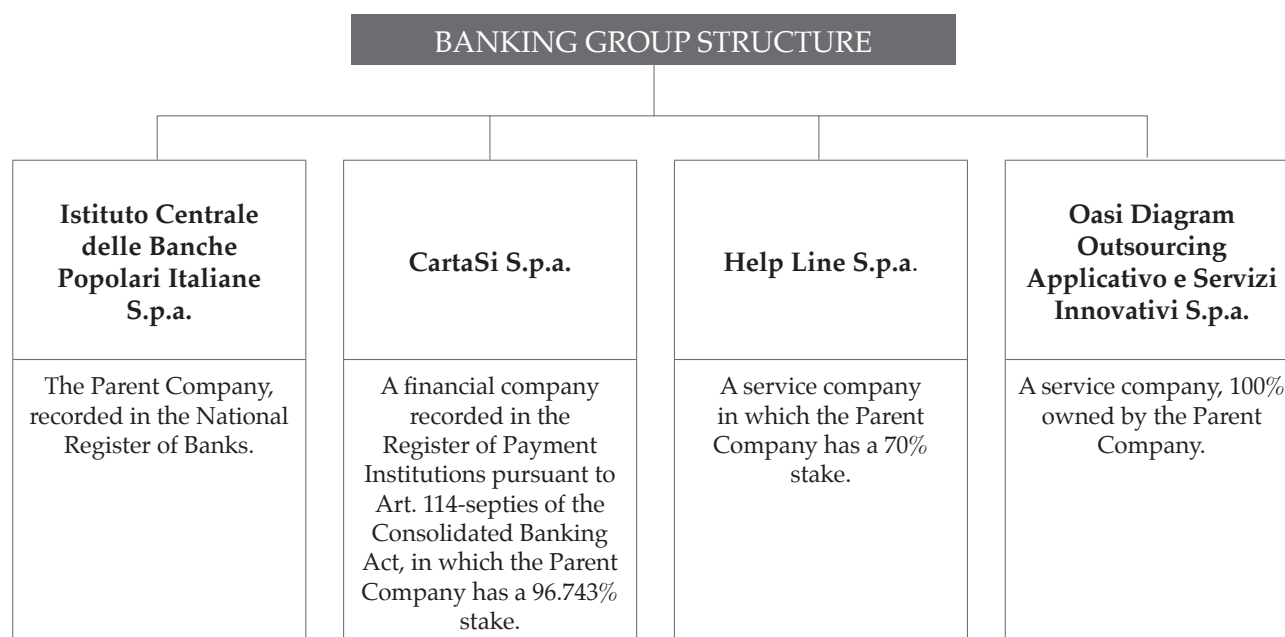 BANKING GROUP STRUCTURE
Istituto Centrale
delle Banche
Popolari Italiane
S.p.a.
The Parent Company,
recorded in the National
Register of Banks.
CartaSi S.p.a.
A financial company
recorded in the
Register of Payment
Institutions pursuant to
Art. 114-septies of the
Consolidated Banking
Act, in which the Parent
Company has a 96.743%
stake.
Help Line S.p.a.
A service company
in which the Parent
Company has a 70%
stake.
Oasi Diagram
Outsourcing
Applicativo e Servizi
Innovativi S.p.a.
A service company, 100%
owned by the Parent
Company.